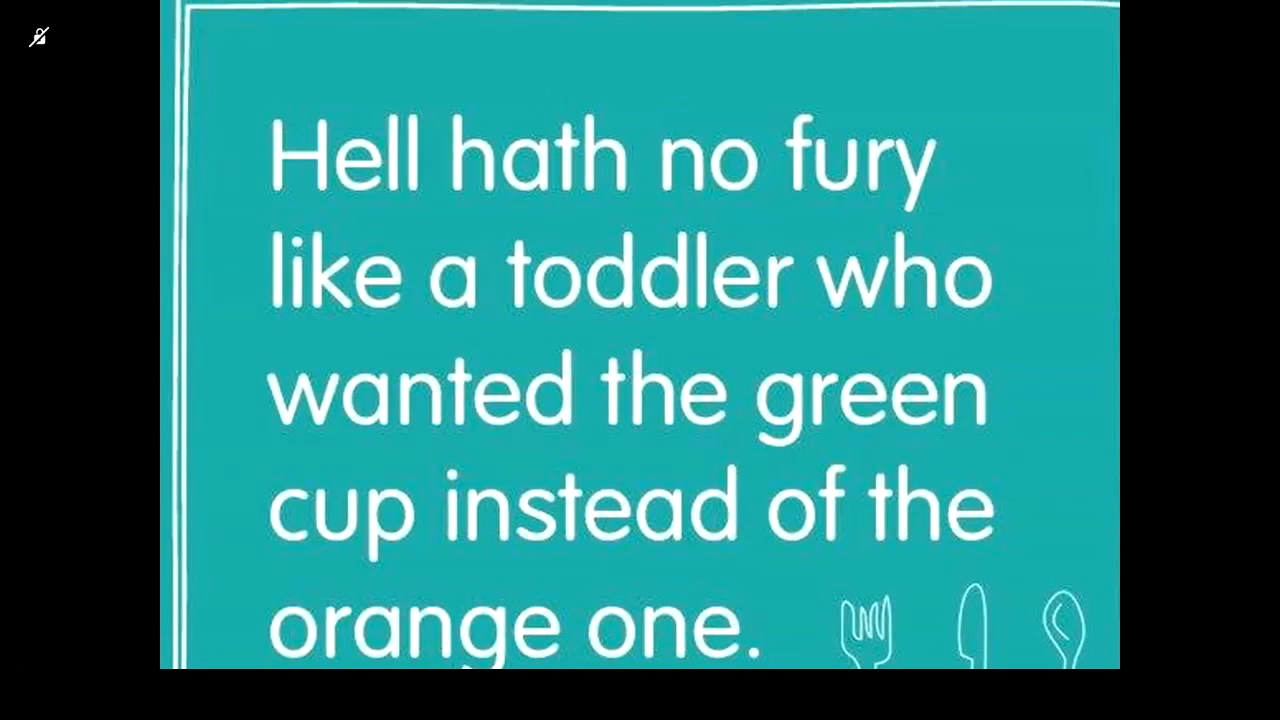 Hell hath no fury
like a toddler who
wanted the green
cup instead of the
orange one.